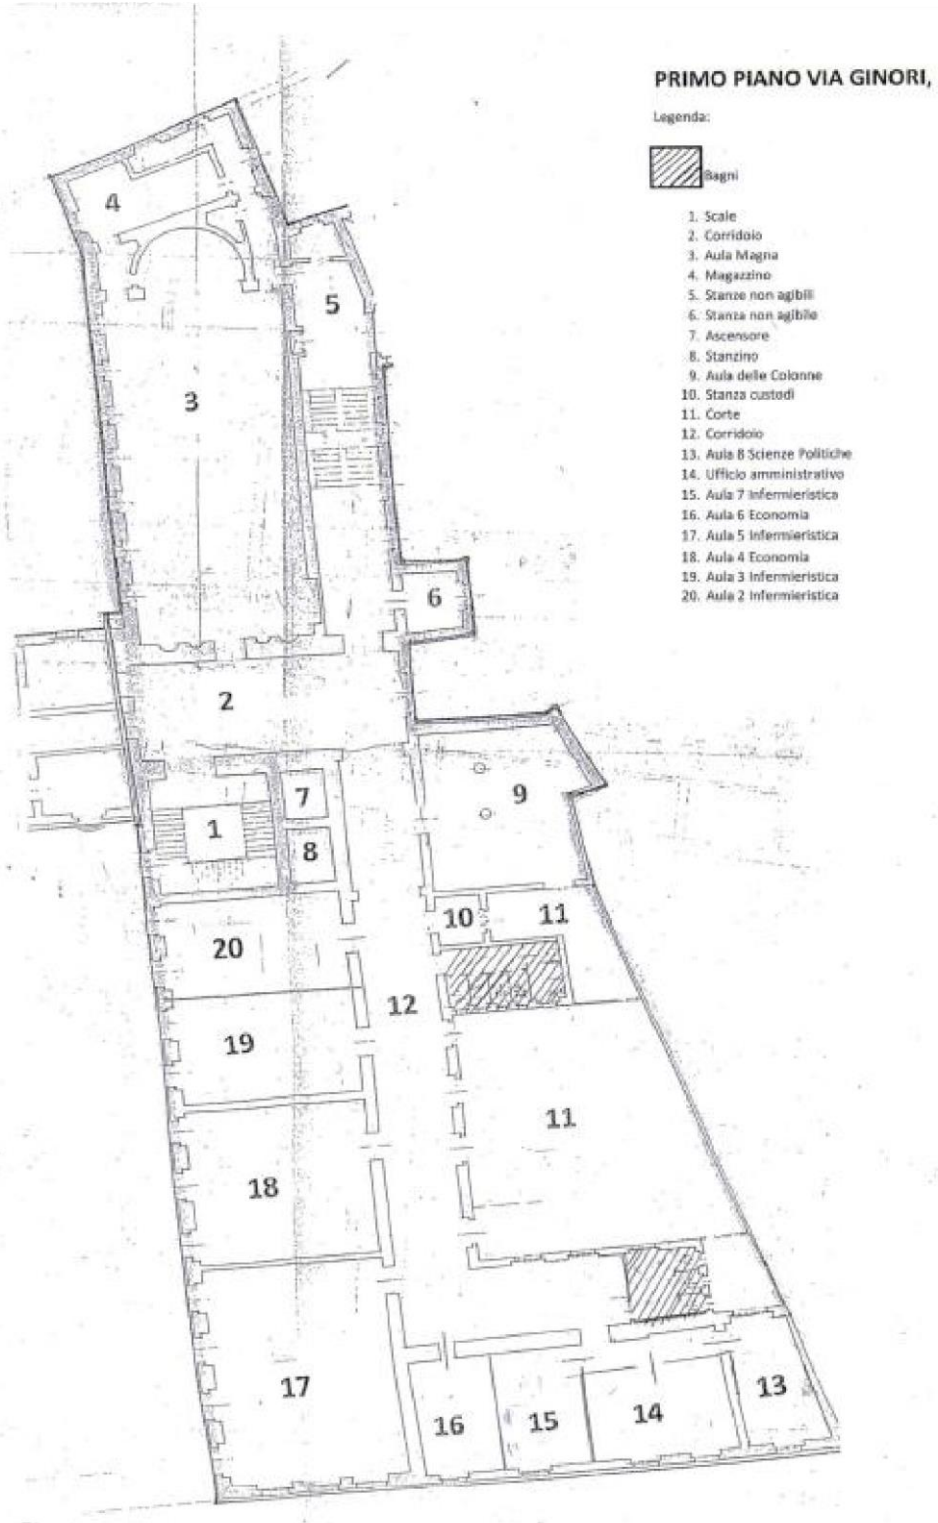 PRIMO PIANO VIA GINORI,
Legenda:
Bagni
1. Scale
2. Corridoio
3. Aula Magna
4. Magazzino
5. Stanze non agibili
6. Stanza non agibile
7. Ascensore
8. Stanzino
9. Aula delle Colonne
10. Stanza custodi
11. Corte
12. Corridoio
13. Aula 8 Scienze Politiche
14. Ufficio amministrativo
15. Aula 7 Infermieristica
16. Aula 6 Economia
17. Aula 5 Infermieristica
18. Aula 4 Economia
19. Aula 3 Infermieristica
20. Aula 2 Infermieristica
4
5
3
6
2
9
7
1
8
10
11
20
12
19
11
18
17
13
14
15
16